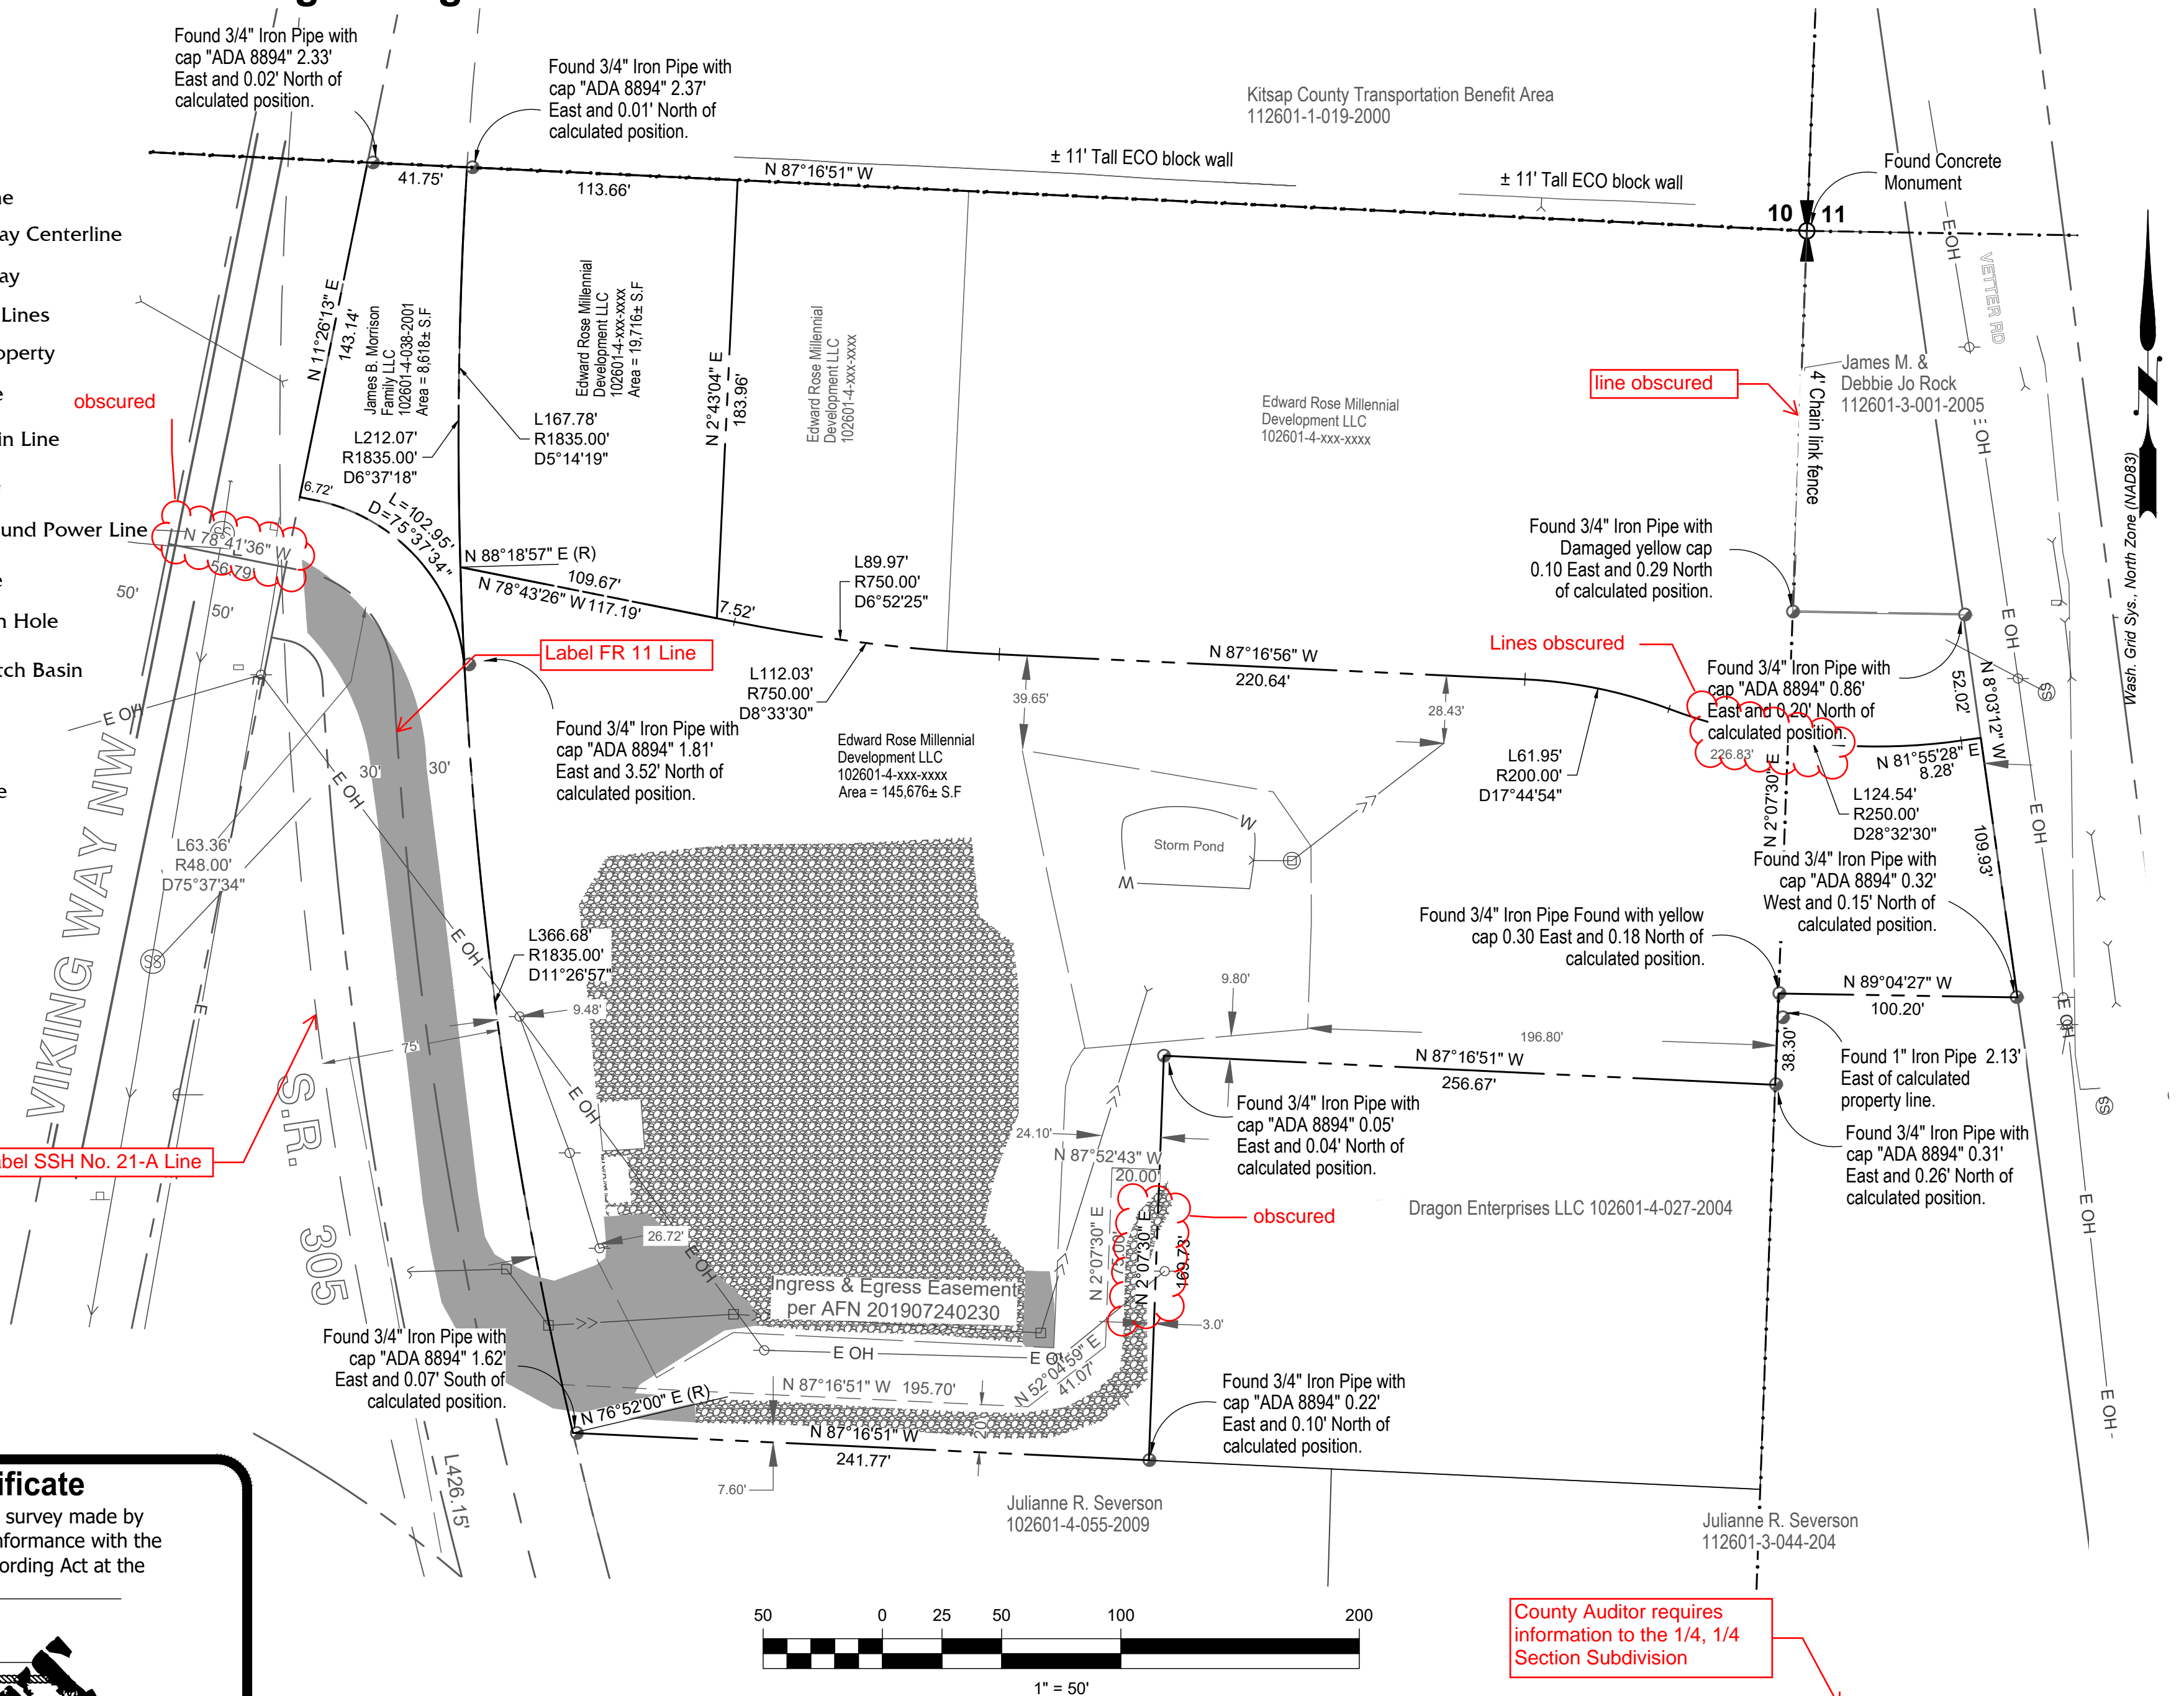 Found 3/4" Iron Pipe with
cap "ADA 8894" 2.33'
East and 0.02' North of
calculated position.
Found 3/4" Iron Pipe with
cap "ADA 8894" 2.37'
East and 0.01' North of
calculated position.
Kitsap County Transportation Benefit Area
112601-1-019-2000
± 11' Tall ECO block wall
± 11' Tall ECO block wall
N 87°16'51" W
41.75'
113.66'
Found Concrete
Monument
10 11
ay Centerline
ay
Lines
operty
in Line
und Power Line
n Hole
tch Basin
obscured
N 11°26'13" E
143.14'
James B. Morrison
Family LLC
102601-4-038-2001
Area = 8,618± S.F
Edward Rose Millennial
Development LLC
102601-4-xxx-xxxx
Area = 19,716± S.F
N 2°43'04" E
183.96'
Edward Rose Millennial
Development LLC
102601-4-xxx-xxxx
Edward Rose Millennial
Development LLC
102601-4-xxx-xxxx
line obscured
4' Chain link fence
James M. &
Debbie Jo Rock
112601-3-001-2005
E OH
VETTER RD
E OH
Wash. Grid Sys., North Zone (NAD83)
N
L212.07'
R1835.00'
D6°37'18"
L167.78'
R1835.00'
D5°14'19"
6.72'
L=102.95'
D=75°37'34"
N 78°41'36" W
56.79'
50'
50'
N 88°18'57" E (R)
109.67'
N 78°43'26" W 117.19'
7.52'
L89.97'
R750.00'
D6°52'25"
Found 3/4" Iron Pipe with
Damaged yellow cap
0.10 East and 0.29 North
of calculated position.
Label FR 11 Line
Lines obscured
L112.03'
R750.00'
D8°33'30"
N 87°16'56" W
220.64'
39.65'
28.43'
Found 3/4" Iron Pipe with
cap "ADA 8894" 0.86'
East and 0.20' North of
calculated position.
226.83'
52.02'
N 8°03'12" W
E OH
SS
E OH
E
Found 3/4" Iron Pipe with
cap "ADA 8894" 1.81'
East and 3.52' North of
calculated position.
Edward Rose Millennial
Development LLC
102601-4-xxx-xxxx
Area = 145,676± S.F
30'
30'
E OH
L61.95'
R200.00'
D17°44'54"
N 2°07'30" E
N 81°55'28" E
8.28'
L124.54'
R250.00'
D28°32'30"
109.93'
E OH
L63.36'
R48.00'
D75°37'34"
VIKING WAY NW
SS
E
Storm Pond
W
W
Found 3/4" Iron Pipe with
cap "ADA 8894" 0.32'
West and 0.15' North of
calculated position.
Found 3/4" Iron Pipe Found with yellow
cap 0.30 East and 0.18 North of
calculated position.
E OH
L366.68'
R1835.00'
D11°26'57"
9.48'
75'
9.80'
196.80'
N 89°04'27" W
100.20'
38.30'
E OH
N 87°16'51" W
256.67'
Found 1" Iron Pipe 2.13'
East of calculated
property line.
SS
S.R. 305
E OH
Found 3/4" Iron Pipe with
cap "ADA 8894" 0.05'
East and 0.04' North of
calculated position.
Found 3/4" Iron Pipe with
cap "ADA 8894" 0.31'
East and 0.26' North of
calculated position.
abel SSH No. 21-A Line
24.10'
N 87°52'43" W
20.00'
Dragon Enterprises LLC 102601-4-027-2004
obscured
E OH
26.72'
E OH
N 2°07'30" E
75.00'
N 2°07'30" E
169.73'
Ingress & Egress Easement
per AFN 201907240230
3.0'
Found 3/4" Iron Pipe with
cap "ADA 8894" 1.62'
East and 0.07' South of
calculated position.
E OH
N 52°04'59" E
41.07'
N 87°16'51" W 195.70'
N 76°52'00" E (R)
N 87°16'51" W
241.77'
7.60'
Found 3/4" Iron Pipe with
cap "ADA 8894" 0.22'
East and 0.10' North of
calculated position.
E OH
L426.15'
Julianne R. Severson
102601-4-055-2009
Julianne R. Severson
112601-3-044-204
ificate
survey made by
nformance with the
ording Act at the
50 0 25 50 100 200
1" = 50'
County Auditor requires
information to the 1/4, 1/4
Section Subdivision